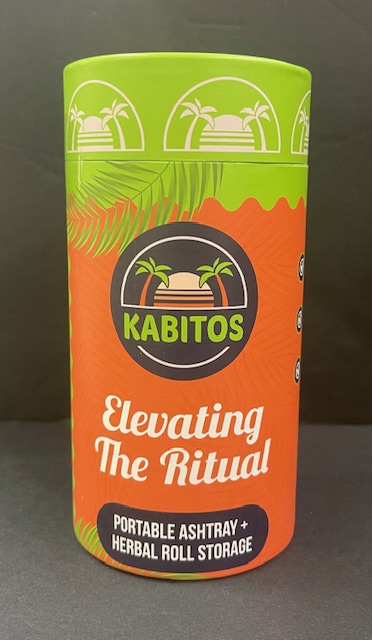 KABITOS
Elevating
The Ritual
PORTABLE ASHTRAY +
HERBAL ROLL STORAGE